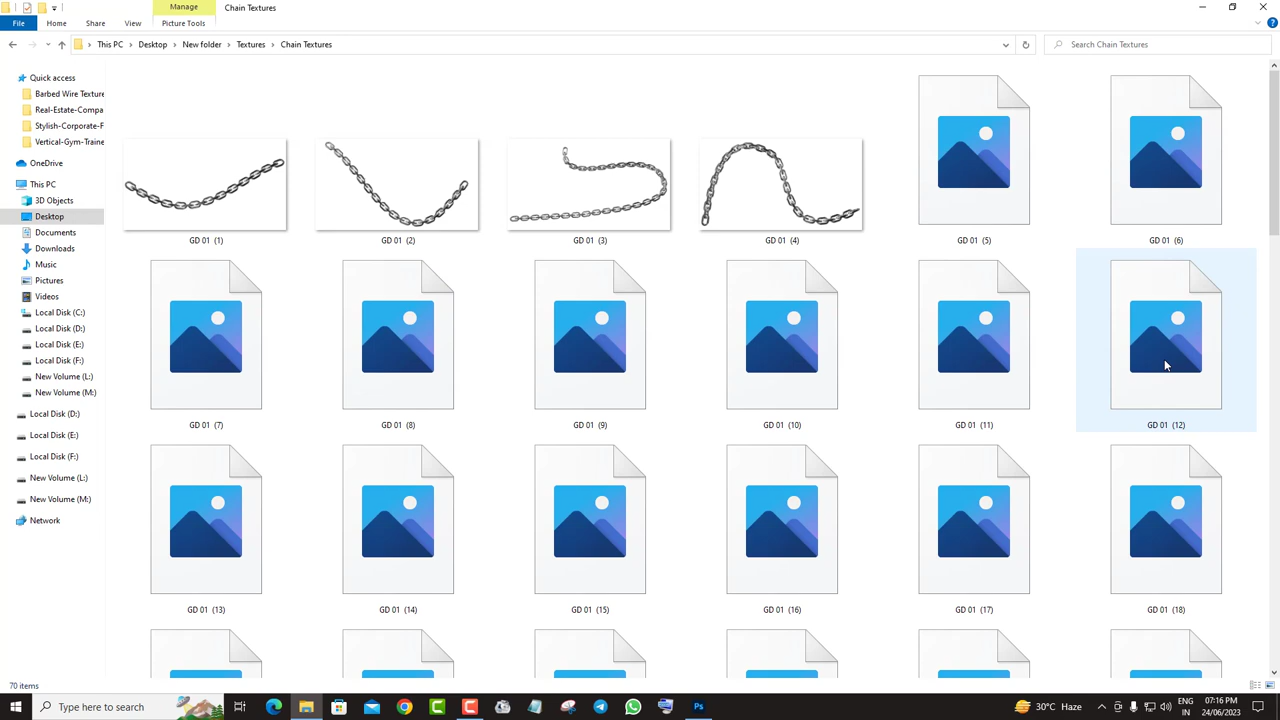 Manage
Chain Textures
File
Home
Share
View
Picture Tools
This PC
Desktop
New folder
Textures
Chain Textures
Search Chain Textures
Quick access
Barbed Wire Texture
Real-Estate-Compa
Stylish-Corporate-F
Vertical-Gym-Traine
OneDrive
This PC
3D Objects
Desktop
Documents
Downloads
Music
Pictures
Videos
Local Disk (C:)
Local Disk (D:)
Local Disk (E:)
Local Disk (F:)
New Volume (L:)
New Volume (M:)
Local Disk (D:)
Local Disk (E:)
Local Disk (F:)
New Volume (L:)
New Volume (M:)
Network
GD 01 (1)
GD 01 (2)
GD 01 (3)
GD 01 (4)
GD 01 (5)
GD 01 (6)
GD 01 (7)
GD 01 (8)
GD 01 (9)
GD 01 (10)
GD 01 (11)
GD 01 (12)
GD 01 (13)
GD 01 (14)
GD 01 (15)
GD 01 (16)
GD 01 (17)
GD 01 (18)
70 items
Type here to search
Ps
30°C Haze
ENG
IN
07:16 PM
24/06/2023